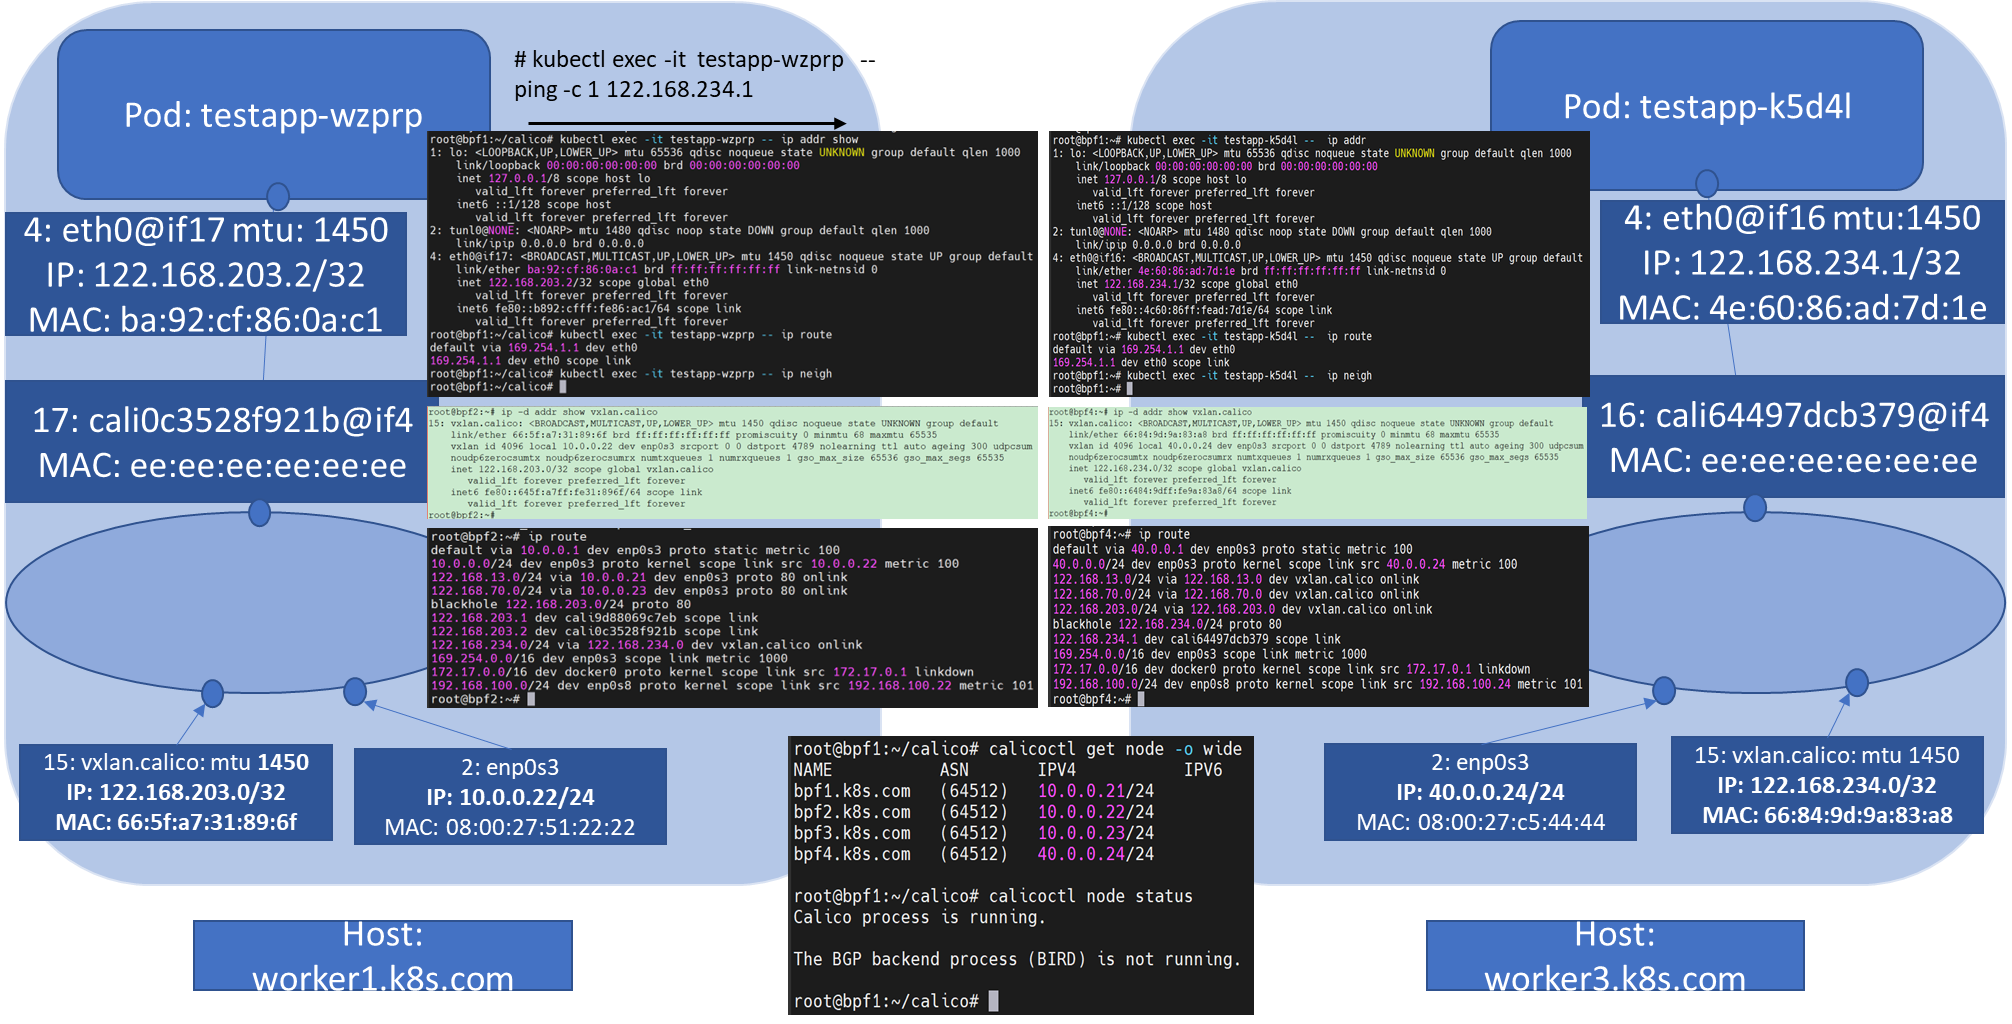 Pod: testapp-wzprp
# kubectl exec -it testapp-wzprp --
ping -c 1 122.168.234.1
Pod: testapp-k5d4l
4: eth0@if17 mtu: 1450
IP: 122.168.203.2/32
MAC: ba:92:cf:86:0a:c1
17: cali0c3528f921b@if4
MAC: ee:ee:ee:ee:ee:ee
root@bpf1:~/calico# kubectl exec -it testapp-wzprp -- ip addr show
1: lo: <LOOPBACK,UP,LOWER_UP> mtu 65536 qdisc noqueue state UNKNOWN group default qlen 1000
link/loopback 00:00:00:00:00:00 brd 00:00:00:00:00:00
inet 127.0.0.1/8 scope host lo
valid_lft forever preferred_lft forever
inet6 ::1/128 scope host
valid_lft forever preferred_lft forever
2: tunl0@NONE: <NOARP> mtu 1480 qdisc noop state DOWN group default qlen 1000
link/ipip 0.0.0.0 brd 0.0.0.0
4: eth0@if17: <BROADCAST,MULTICAST,UP,LOWER_UP> mtu 1450 qdisc noqueue state UP group default
link/ether ba:92:cf:86:0a:c1 brd ff:ff:ff:ff:ff:ff link-netnsid 0
inet 122.168.203.2/32 scope global eth0
valid_lft forever preferred_lft forever
inet6 fe80::b892:cfff:fe86:ac1/64 scope link
valid_lft forever preferred_lft forever
root@bpf1:~/calico# kubectl exec -it testapp-wzprp -- ip route
default via 169.254.1.1 dev eth0
169.254.1.1 dev eth0 scope link
root@bpf1:~/calico# kubectl exec -it testapp-wzprp -- ip neigh
root@bpf1:~/calico#
root@bpf1:~# kubectl exec -it testapp-k5d4l -- ip addr
1: lo: <LOOPBACK,UP,LOWER_UP> mtu 65536 qdisc noqueue state UNKNOWN group default qlen 1000
link/loopback 00:00:00:00:00:00 brd 00:00:00:00:00:00
inet 127.0.0.1/8 scope host lo
valid_lft forever preferred_lft forever
inet6 ::1/128 scope host
valid_lft forever preferred_lft forever
2: tunl0@NONE: <NOARP> mtu 1480 qdisc noop state DOWN group default qlen 1000
link/ipip 0.0.0.0 brd 0.0.0.0
4: eth0@if16: <BROADCAST,MULTICAST,UP,LOWER_UP> mtu 1450 qdisc noqueue state UP group default
link/ether 4e:60:86:ad:7d:1e brd ff:ff:ff:ff:ff:ff link-netnsid 0
inet 122.168.234.1/32 scope global eth0
valid_lft forever preferred_lft forever
inet6 fe80::4c60:86ff:fead:7d1e/64 scope link
valid_lft forever preferred_lft forever
root@bpf1:~# kubectl exec -it testapp-k5d4l -- ip route
default via 169.254.1.1 dev eth0
169.254.1.1 dev eth0 scope link
root@bpf1:~# kubectl exec -it testapp-k5d4l -- ip neigh
root@bpf1:~#
4: eth0@if16 mtu:1450
IP: 122.168.234.1/32
MAC: 4e:60:86:ad:7d:1e
16: cali64497dcb379@if4
MAC: ee:ee:ee:ee:ee:ee
root@bpf2:~# ip -d addr show vxlan.calico
15: vxlan.calico: <BROADCAST,MULTICAST,UP,LOWER_UP> mtu 1450 qdisc noqueue state UNKNOWN group default
link/ether 66:5f:a7:31:89:6f brd ff:ff:ff:ff:ff:ff promiscuity 0 minmtu 68 maxmtu 65535
vxlan id 4096 local 10.0.0.22 dev enp0s3 srcport 0 0 dstport 4789 nolearning ttl auto ageing 300 udpcsum
noudp6zerocsumtx noudp6zerocsumrx numtxqueues 1 numrxqueues 1 gso_max_size 65536 gso_max_segs 65535
inet 122.168.203.0/32 scope global vxlan.calico
valid_lft forever preferred_lft forever
inet6 fe80::645f:a7ff:fe31:896f/64 scope link
valid_lft forever preferred_lft forever
root@bpf2:~#
root@bpf4:~# ip -d addr show vxlan.calico
15: vxlan.calico: <BROADCAST,MULTICAST,UP,LOWER_UP> mtu 1450 qdisc noqueue state UNKNOWN group default
link/ether 66:84:9d:9a:83:a8 brd ff:ff:ff:ff:ff:ff promiscuity 0 minmtu 68 maxmtu 65535
vxlan id 4096 local 40.0.0.24 dev enp0s3 srcport 0 0 dstport 4789 nolearning ttl auto ageing 300 udpcsum
noudp6zerocsumtx noudp6zerocsumrx numtxqueues 1 numrxqueues 1 gso_max_size 65536 gso_max_segs 65535
inet 122.168.234.0/32 scope global vxlan.calico
valid_lft forever preferred_lft forever
inet6 fe80::6484:9dff:fe9a:83a8/64 scope link
valid_lft forever preferred_lft forever
root@bpf4:~#
root@bpf2:~# ip route
default via 10.0.0.1 dev enp0s3 proto static metric 100
10.0.0.0/24 dev enp0s3 proto kernel scope link src 10.0.0.22 metric 100
122.168.13.0/24 via 10.0.0.21 dev enp0s3 proto 80 onlink
122.168.70.0/24 via 10.0.0.23 dev enp0s3 proto 80 onlink
blackhole 122.168.203.0/24 proto 80
122.168.203.1 dev cali9d88069c7eb scope link
122.168.203.2 dev cali0c3528f921b scope link
122.168.234.0/24 via 122.168.234.0 dev vxlan.calico onlink
169.254.0.0/16 dev enp0s3 scope link metric 1000
172.17.0.0/16 dev docker0 proto kernel scope link src 172.17.0.1 linkdown
192.168.100.0/24 dev enp0s8 proto kernel scope link src 192.168.100.22 metric 101
root@bpf2:~#
root@bpf4:~# ip route
default via 40.0.0.1 dev enp0s3 proto static metric 100
40.0.0.0/24 dev enp0s3 proto kernel scope link src 40.0.0.24 metric 100
122.168.13.0/24 via 122.168.13.0 dev vxlan.calico onlink
122.168.70.0/24 via 122.168.70.0 dev vxlan.calico onlink
122.168.203.0/24 via 122.168.203.0 dev vxlan.calico onlink
blackhole 122.168.234.0/24 proto 80
122.168.234.1 dev cali64497dcb379 scope link
169.254.0.0/16 dev enp0s3 scope link metric 1000
172.17.0.0/16 dev docker0 proto kernel scope link src 172.17.0.1 linkdown
192.168.100.0/24 dev enp0s8 proto kernel scope link src 192.168.100.24 metric 101
root@bpf4:~#
15: vxlan.calico: mtu 1450
IP: 122.168.203.0/32
MAC: 66:5f:a7:31:89:6f
2: enp0s3
IP: 10.0.0.22/24
MAC: 08:00:27:51:22:22
root@bpf1:~/calico# calicoctl get node -o wide
NAME ASN IPV4 IPV6
bpf1.k8s.com (64512) 10.0.0.21/24
bpf2.k8s.com (64512) 10.0.0.22/24
bpf3.k8s.com (64512) 10.0.0.23/24
bpf4.k8s.com (64512) 40.0.0.24/24
root@bpf1:~/calico# calicoctl node status
Calico process is running.
The BGP backend process (BIRD) is not running.
root@bpf1:~/calico#
2: enp0s3
IP: 40.0.0.24/24
MAC: 08:00:27:c5:44:44
15: vxlan.calico: mtu 1450
IP: 122.168.234.0/32
MAC: 66:84:9d:9a:83:a8
Host:
worker1.k8s.com
Host:
worker3.k8s.com